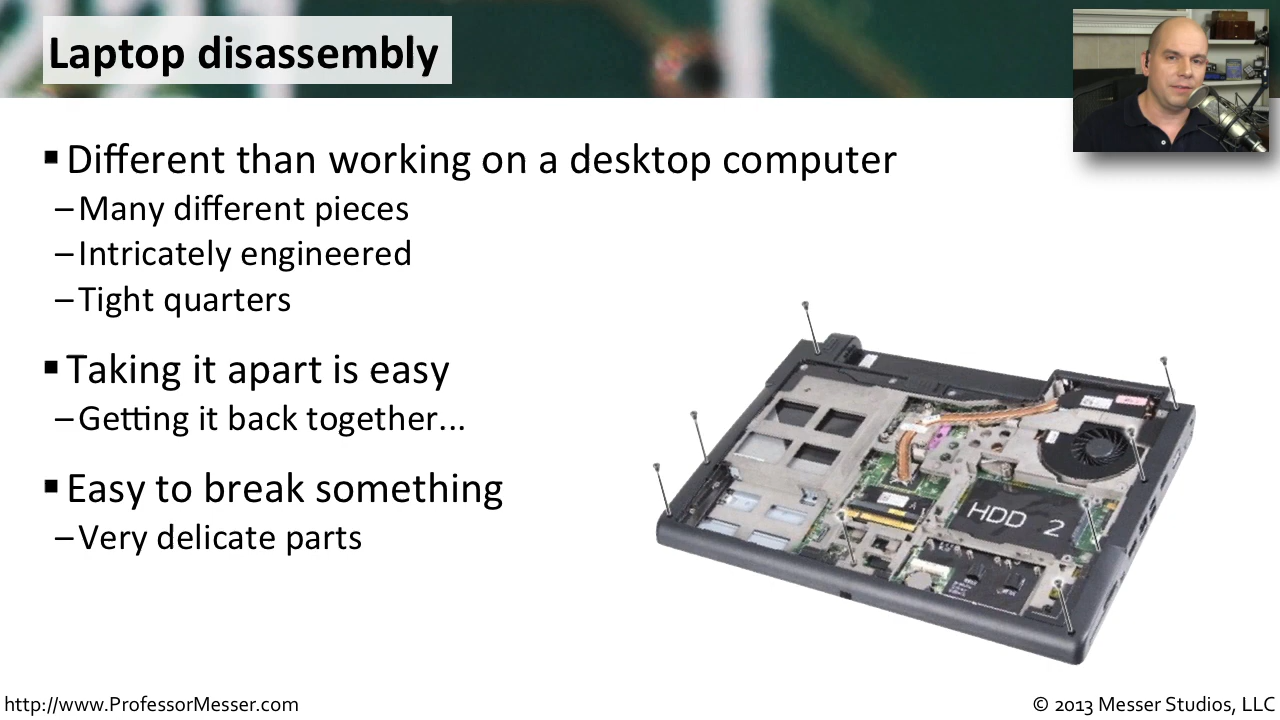 Laptop disassembly
▪ Different than working on a desktop computer
– Many different pieces
– Intricately engineered
– Tight quarters
▪ Taking it apart is easy
– Getting it back together...
▪ Easy to break something
– Very delicate parts
HDD 2
http://www.ProfessorMesser.com
© 2013 Messer Studios, LLC